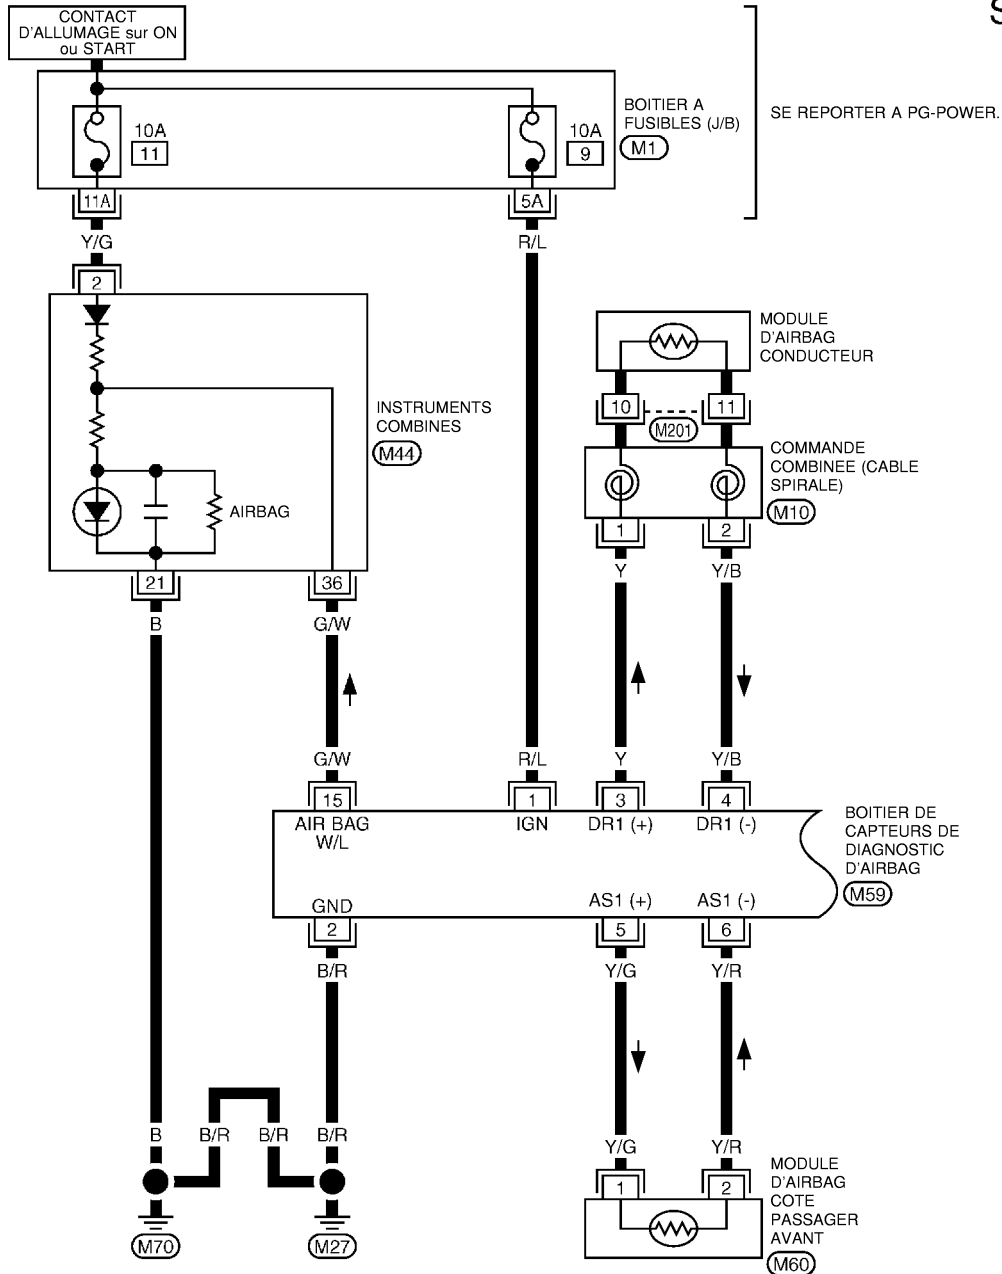 S
CONTACT
D'ALLUMAGE sur ON
ou START
BOITIER A
FUSIBLES (J/B)
M1
SE REPORTER A PG-POWER.
10A
11
10A
9
11A
5A
Y/G
R/L
2
INSTRUMENTS
COMBINES
M44
AIRBAG
21
36
B
G/W
MODULE
D'AIRBAG
CONDUCTEUR
10
11
M201
COMMANDE
COMBINEE (CABLE
SPIRALE)
M10
1
2
Y
Y/B
G/W
R/L
Y
Y/B
15
1
3
4
AIR BAG
W/L
IGN
DR1 (+)
DR1 (-)
BOITIER DE
CAPTEURS DE
DIAGNOSTIC
D'AIRBAG
M59
GND
AS1 (+)
AS1 (-)
2
5
6
B/R
Y/G
Y/R
B
B/R
B/R
B/R
Y/G
Y/R
1
2
MODULE
D'AIRBAG
COTE
PASSAGER
AVANT
M60
M70
M27